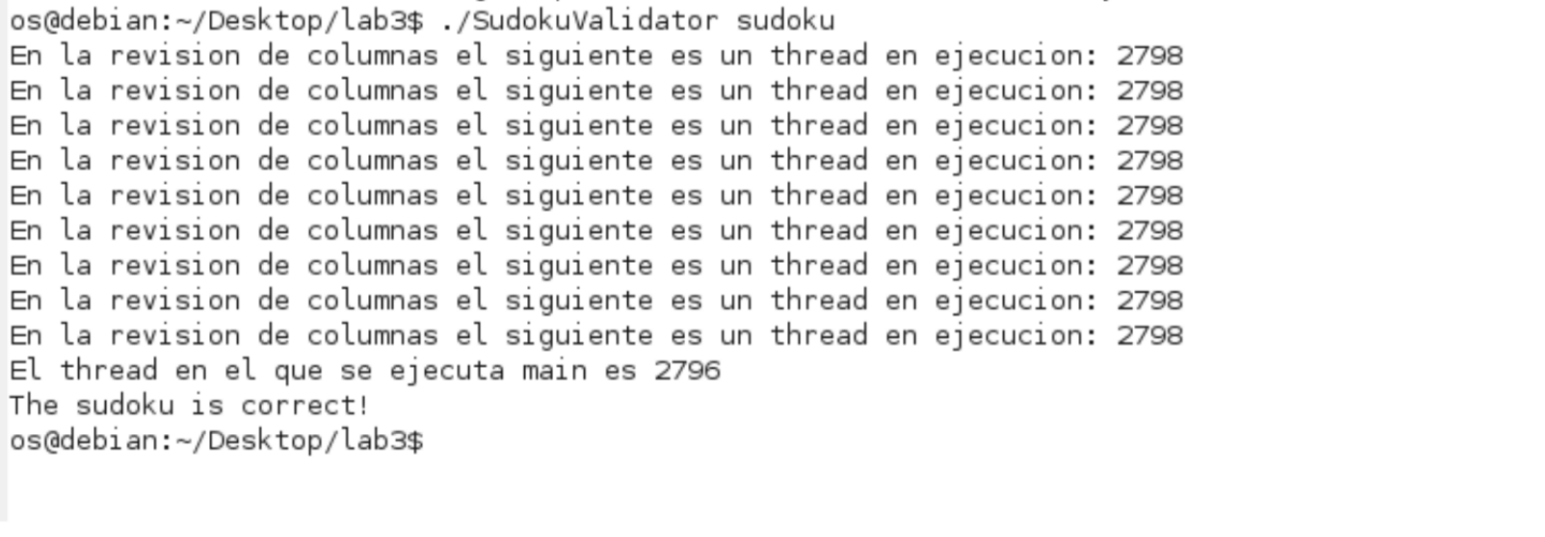 os@debian:~/Desktop/lab3$ ./SudokuValidator sudoku
En la revision de columnas el siguiente es un thread en ejecucion: 2798
En la revision de columnas el siguiente es un thread en ejecucion: 2798
En la revision de columnas el siguiente es un thread en ejecucion: 2798
En la revision de columnas el siguiente es un thread en ejecucion: 2798
En la revision de columnas el siguiente es un thread en ejecucion: 2798
En la revision de columnas el siguiente es un thread en ejecucion: 2798
En la revision de columnas el siguiente es un thread en ejecucion: 2798
En la revision de columnas el siguiente es un thread en ejecucion: 2798
En la revision de columnas el siguiente es un thread en ejecucion: 2798
El thread en el que se ejecuta main es 2796
The sudoku is correct!
os@debian:~/Desktop/lab3$